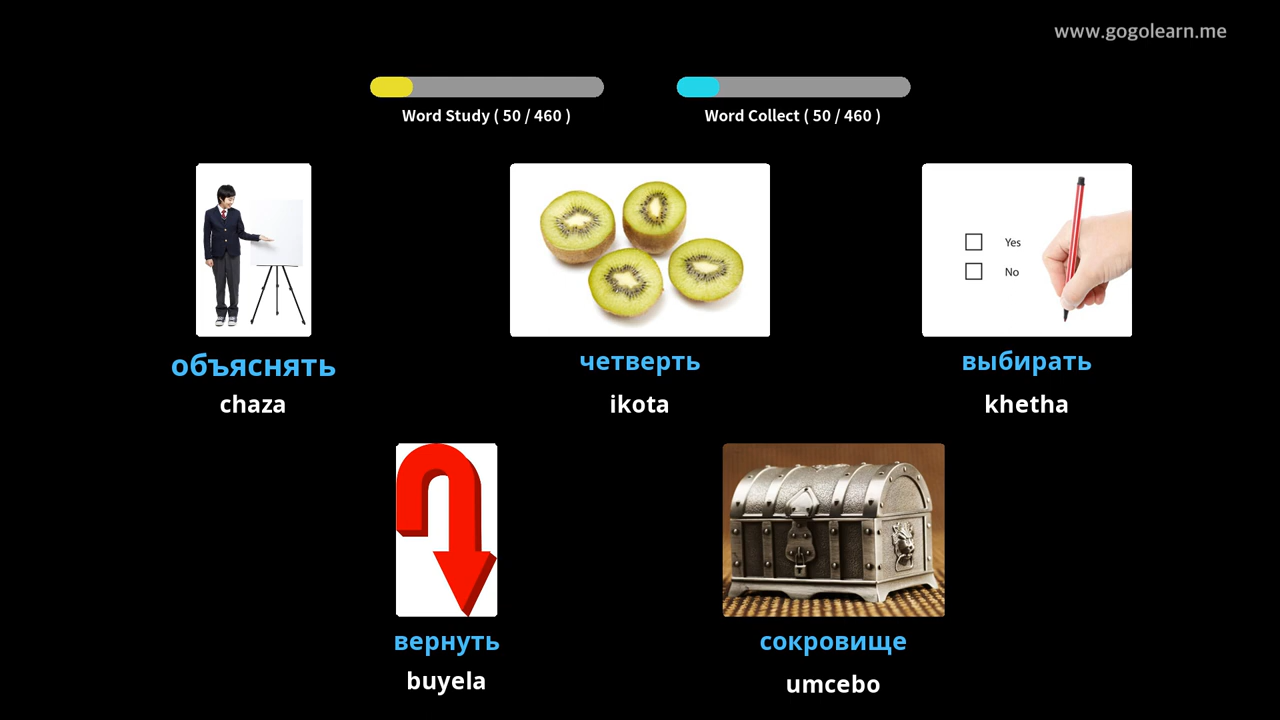 www.gogolearn.me
Word Study ( 50 / 460 )
Word Collect ( 50 / 460 )
Yes
No
объяснять
chaza
четверть
ikota
выбирать
khetha
вернуть
buyela
сокровище
umcebo